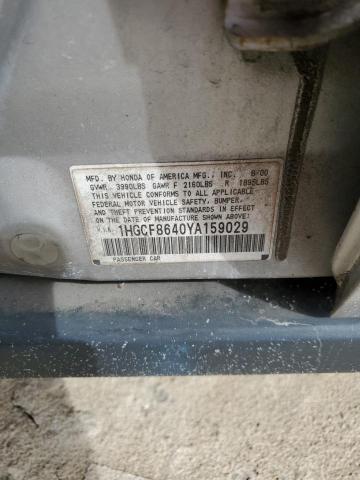 MFD. BY HONDA OF AMERICA MFG., INC. 8/00
GVWR 3990LBS GAWR F 2160LBS R 1895LBS
THIS VEHICLE CONFORMS TO ALL APPLICABLE
FEDERAL MOTOR VEHICLE SAFETY, BUMPER,
AND THEFT PREVENTION STANDARDS IN EFFECT
ON THE DATE OF MANUFACTURE SHOWN ABOVE.
V.I.N. 1HGCF8640YA159029
PASSENGER CAR